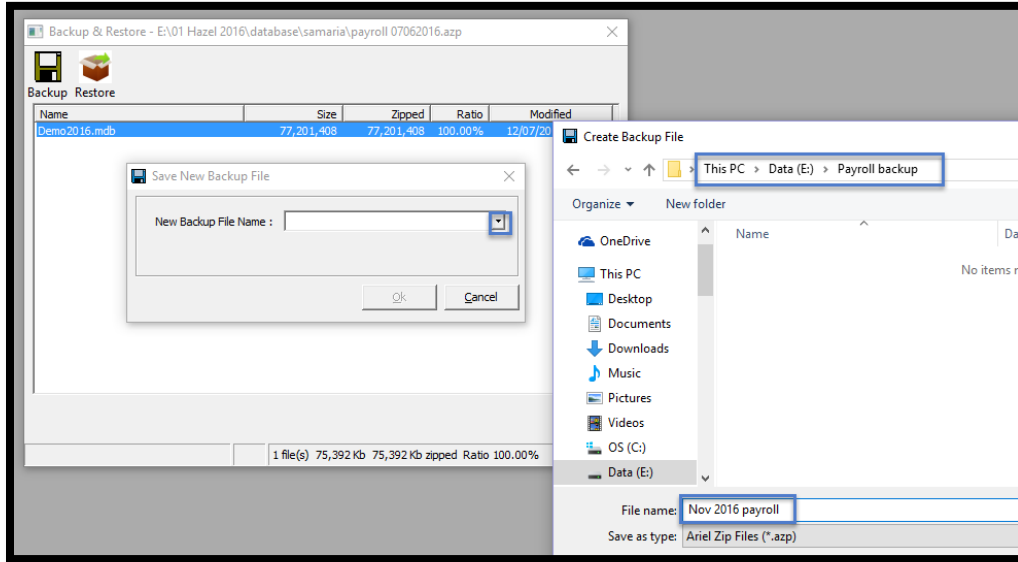 Backup & Restore - E:\01 Hazel 2016\database\samaria\payroll 07062016.azp
Backup Restore
Name Size Zipped Ratio Modified
Demo2016.mdb 77,201,408 77,201,408 100.00% 12/07/20
Save New Backup File
New Backup File Name :
Ok Cancel
1 file(s) 75,392 Kb 75,392 Kb zipped Ratio 100.00%
Create Backup File
This PC > Data (E:) > Payroll backup
Organize New folder
Name Da
No items r
OneDrive
This PC
Desktop
Documents
Downloads
Music
Pictures
Videos
OS (C:)
Data (E:)
File name: Nov 2016 payroll
Save as type: Ariel Zip Files (*.azp)